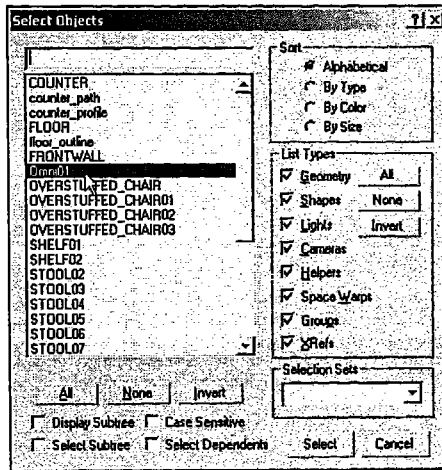 Select Objects
COUNTER
counter_path
counter_profile
FLOOR
floor_outline
FRONTWALL
Omni01
OVERSTUFFED_CHAIR
OVERSTUFFED_CHAIR01
OVERSTUFFED_CHAIR02
OVERSTUFFED_CHAIR03
SHELF01
SHELF02
STOOL02
STOOL03
STOOL04
STOOL05
STOOL06
STOOL07
All None Invert
Display Subtree Case Sensitive
Select Subtree Select Dependents
Sort
Alphabetical
By Type
By Color
By Size
List Types
Geometry All
Shapes None
Lights Invert
Cameras
Helpers
Space Warps
Groups
XRefs
Selection Sets
Select Cancel